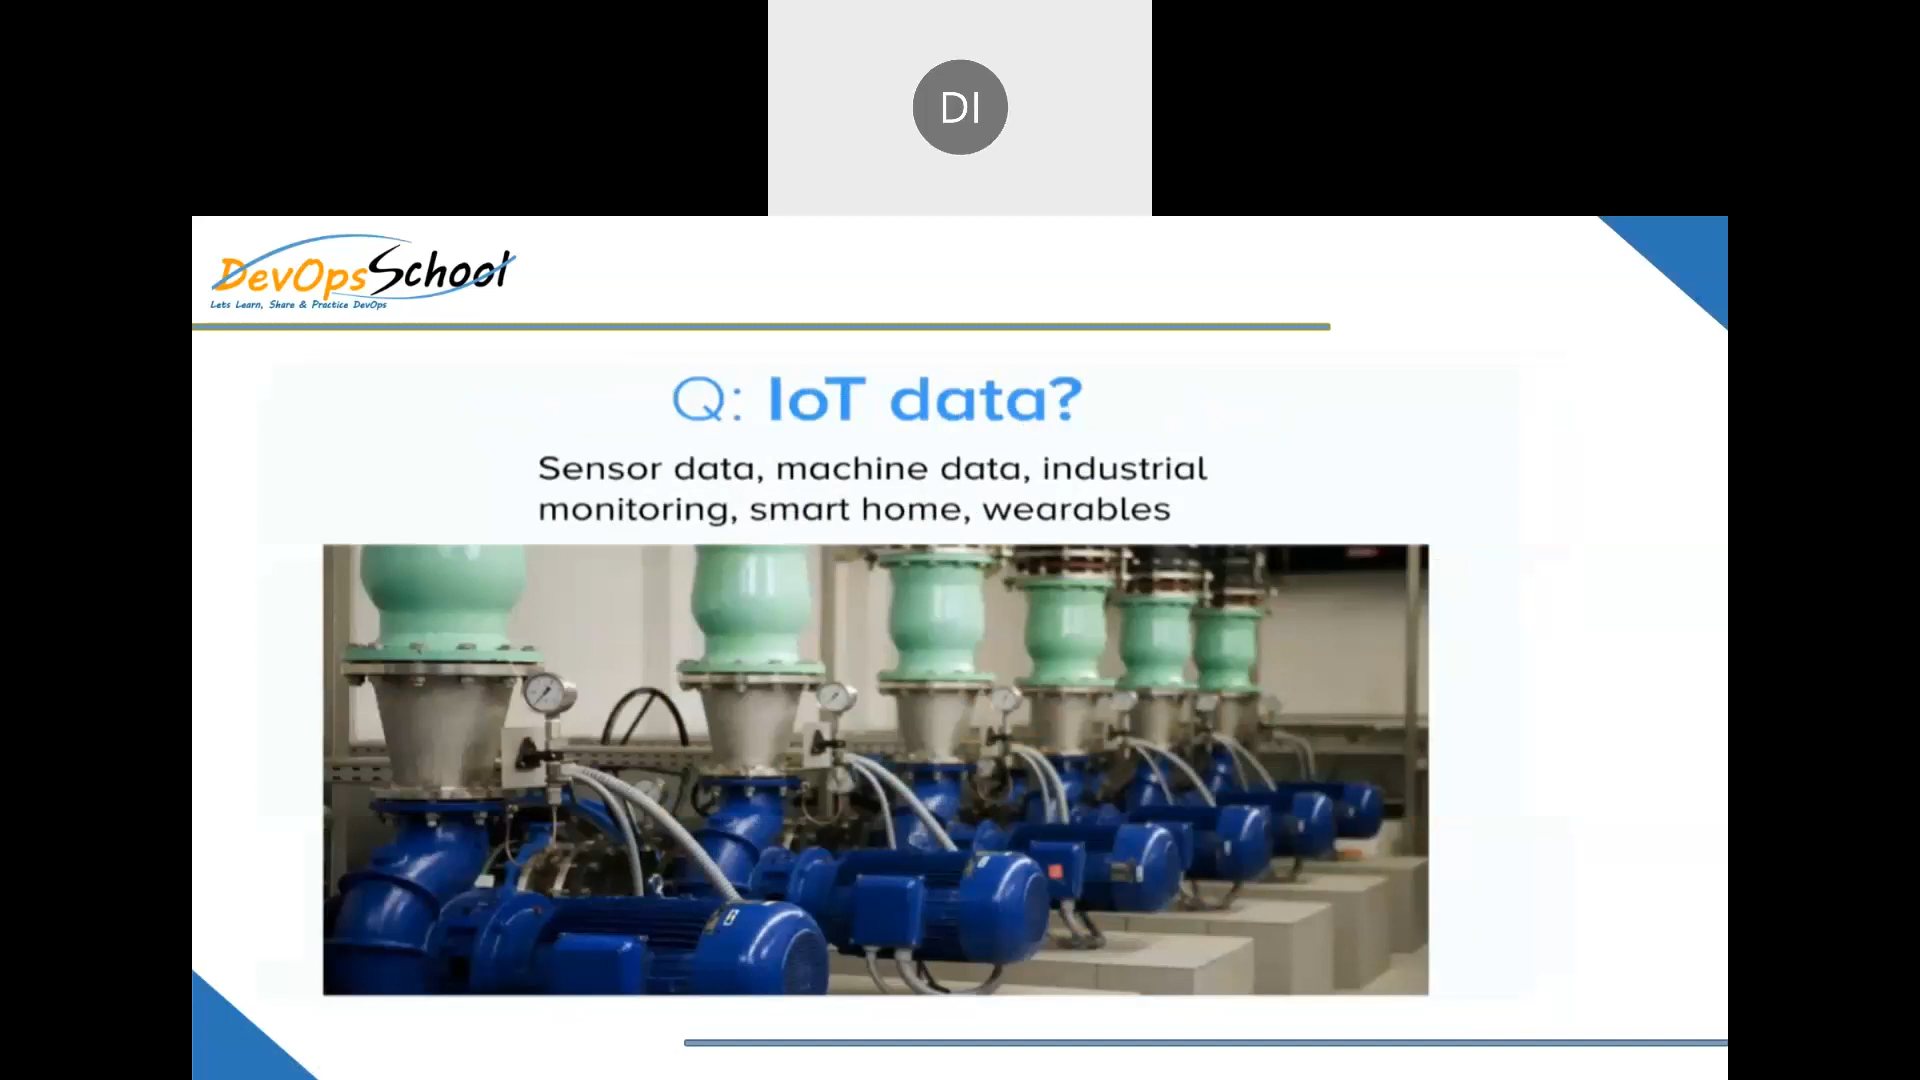 DI
DevOpsSchool
Lets Learn, Share & Practice DevOps
Q: IoT data?
Sensor data, machine data, industrial
monitoring, smart home, wearables